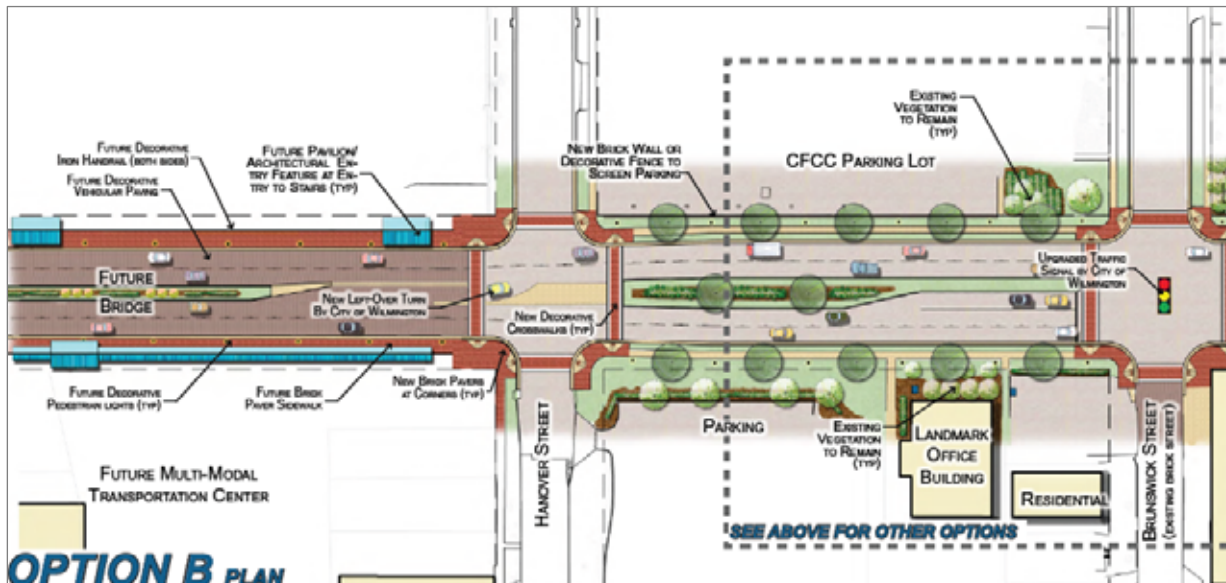 FUTURE DECORATIVE
IRON HANDRAIL (BOTH SIDES)
FUTURE DECORATIVE
VEHICULAR PAVING
FUTURE PAVILION/
ARCHITECTURAL EN-
TRY FEATURE AT EN-
TRY TO STAIRS (TYP)
NEW BRICK WALL OR
DECORATIVE FENCE TO
SCREEN PARKING
CFCC PARKING LOT
EXISTING
VEGETATION
TO REMAIN
(TYP)
FUTURE
BRIDGE
NEW LEFT-OVER TURN
BY CITY OF WILMINGTON
NEW DECORATIVE
CROSSWALKS (TYP)
UPGRADED TRAFFIC
SIGNAL BY CITY OF
WILMINGTON
FUTURE DECORATIVE
PEDESTRIAN LIGHTS (TYP)
FUTURE BRICK
PAVER SIDEWALK
NEW BRICK PAVERS
AT CORNERS (TYP)
HANOVER STREET
PARKING
EXISTING
VEGETATION
TO REMAIN
(TYP)
LANDMARK
OFFICE
BUILDING
RESIDENTIAL
BRUNSWICK STREET
(EXISTING BRICK STREET)
FUTURE MULTI-MODAL
TRANSPORTATION CENTER
SEE ABOVE FOR OTHER OPTIONS
OPTION B PLAN